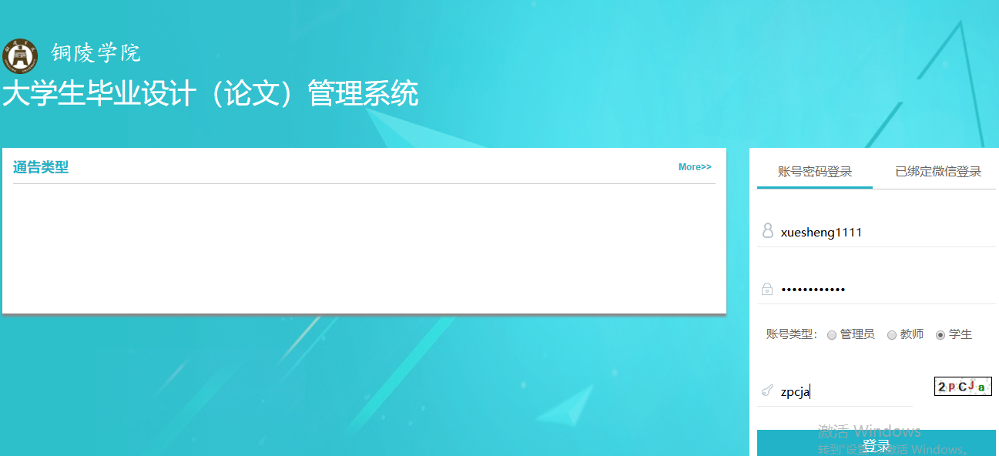 铜陵学院
大学生毕业设计（论文）管理系统
通告类型 More>>
账号密码登录 已绑定微信登录
xuesheng1111
••••••••••••
账号类型： 管理员 教师 学生
zpcja 2PCJa
激活 Windows
登录
转到"设置"以激活 Windows。